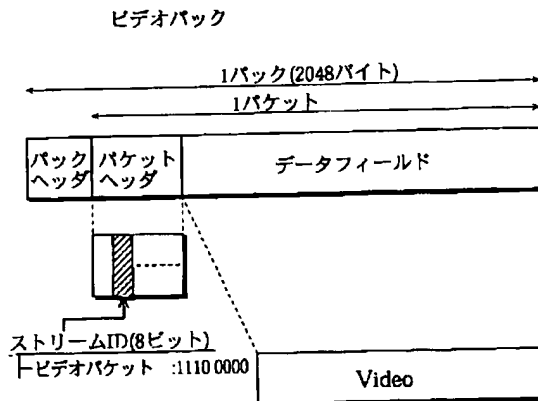 ビデオパック
1パック(2048バイト)
1パケット
パック
ヘッダ
パケット
ヘッダ
データフィールド
ストリームID(8ビット)
ビデオパケット :1110 0000
Video